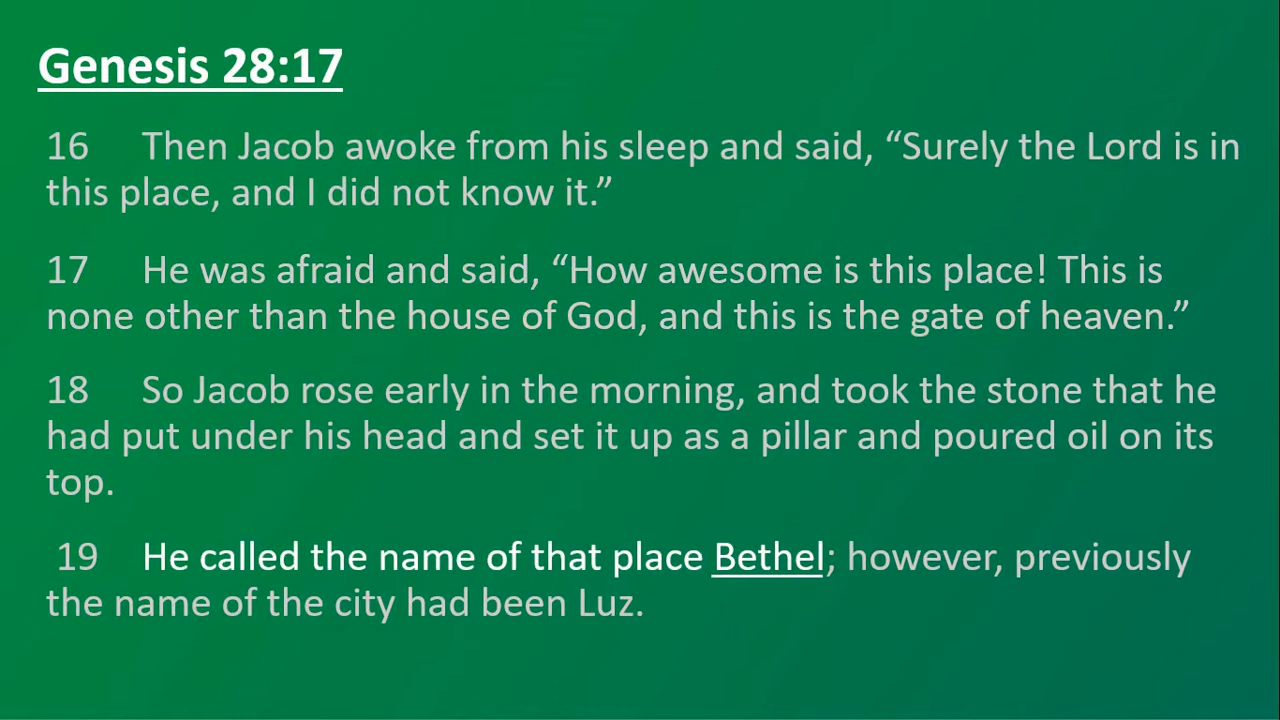 Genesis 28:17
16 Then Jacob awoke from his sleep and said, “Surely the Lord is in
this place, and I did not know it.”
17 He was afraid and said, “How awesome is this place! This is
none other than the house of God, and this is the gate of heaven.”
18 So Jacob rose early in the morning, and took the stone that he
had put under his head and set it up as a pillar and poured oil on its
top.
19 He called the name of that place Bethel; however, previously
the name of the city had been Luz.